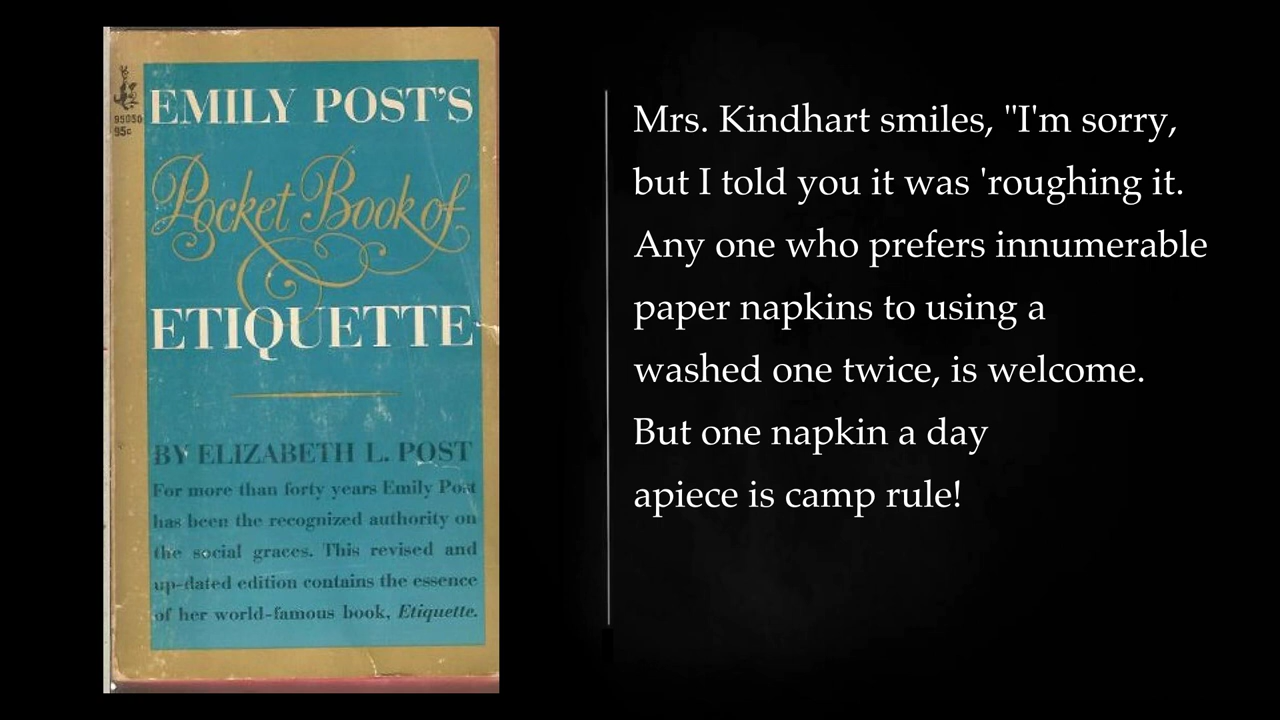 95050
95c
EMILY POST'S
Pocket Book of
ETIQUETTE
BY ELIZABETH L. POST
For more than forty years Emily Post
has been the recognized authority on
the social graces. This revised and
up-dated edition contains the essence
of her world-famous book, Etiquette.
Mrs. Kindhart smiles, "I'm sorry,
but I told you it was 'roughing it.
Any one who prefers innumerable
paper napkins to using a
washed one twice, is welcome.
But one napkin a day
apiece is camp rule!